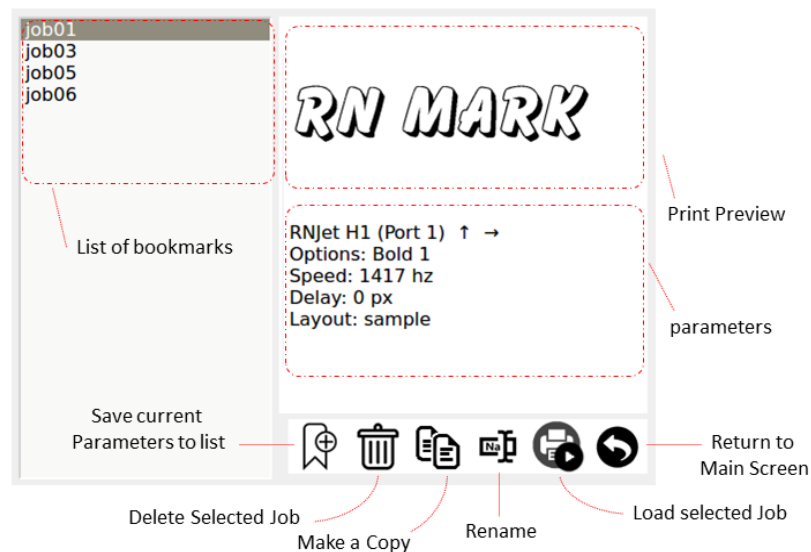 job01
job03
job05
job06
RN MARK
Print Preview
List of bookmarks
RNJet H1 (Port 1) ↑ →
Options: Bold 1
Speed: 1417 hz
Delay: 0 px
Layout: sample
parameters
Save current
Parameters to list
Na
Return to
Main Screen
Delete Selected Job
Make a Copy
Rename
Load selected Job